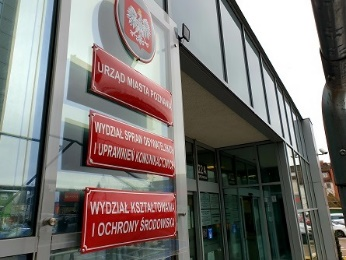 URZĄD MIASTA POZNANIA
WYDZIAŁ SPRAW OBYWATELSKICH
I UPRAWNIEŃ KOMUNIKACYJNYCH
WYDZIAŁ KSZTAŁTOWANIA
I OCHRONY ŚRODOWISKA